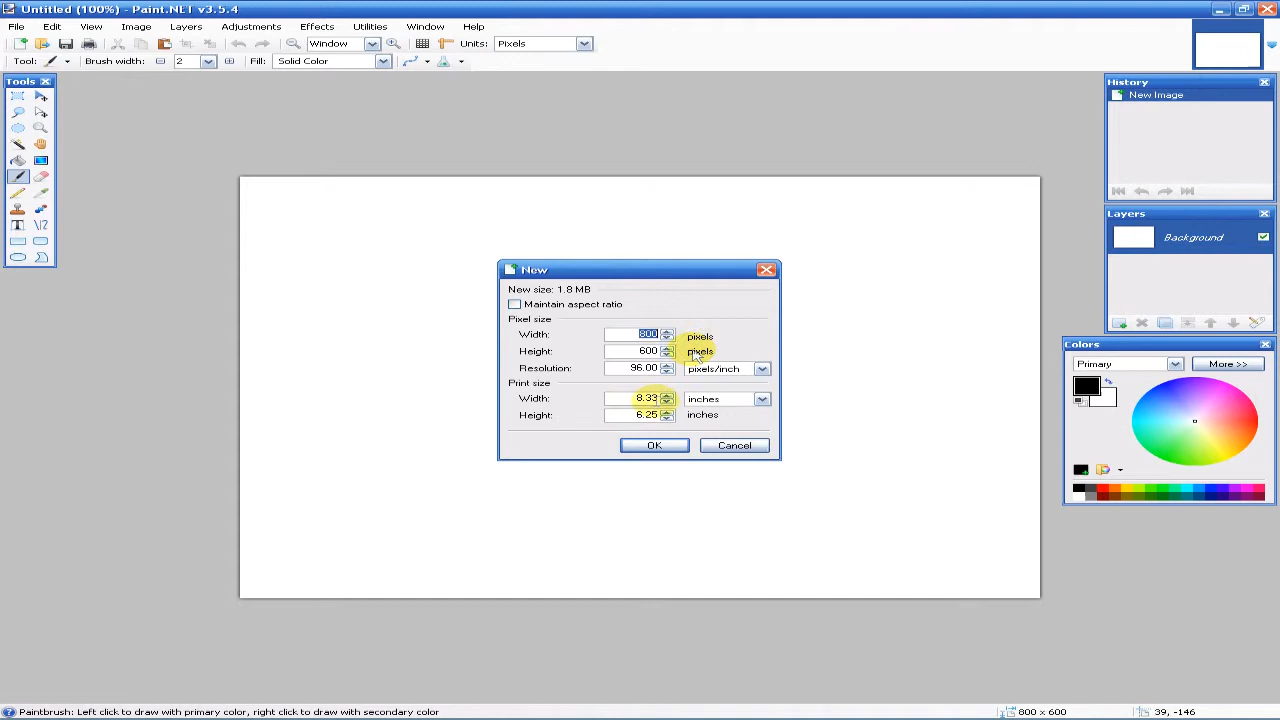 Untitled (100%) - Paint.NET v3.5.4
File Edit View Image Layers Adjustments Effects Utilities Window Help
Window Units: Pixels
Tool: Brush width: 2 Fill: Solid Color
Tools
History
New Image
Layers
Background
New
New size: 1.8 MB
Maintain aspect ratio
Pixel size
Width: 800 pixels
Height: 600 pixels
Resolution: 96.00 pixels/inch
Print size
Width: 8.33 inches
Height: 6.25 inches
OK Cancel
Colors
Primary More >>
Paintbrush: Left click to draw with primary color, right click to draw with secondary color 800 x 600 39, -146